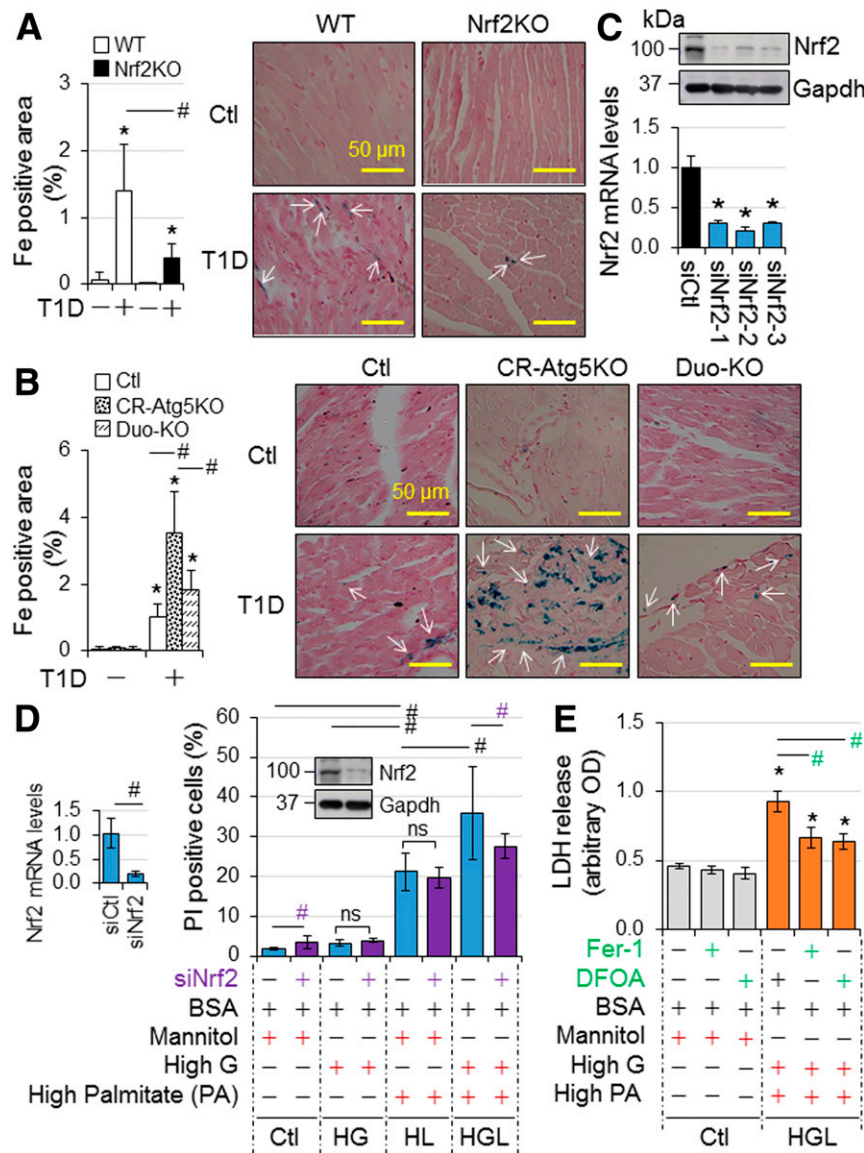 A
WT
Nrf2KO
Fe positive area (%)
3
2
1
0
*
#
*
T1D − + − +
WT Nrf2KO
Ctl
50 µm
T1D
C
kDa
100
Nrf2
37
Gapdh
Nrf2 mRNA levels
1.5
1.0
0.5
0.0
* * *
siCtl
siNrf2-1
siNrf2-2
siNrf2-3
B
Ctl
CR-Atg5KO
Duo-KO
Fe positive area (%)
6
4
2
0
#
#
*
*
*
T1D − +
Ctl CR-Atg5KO Duo-KO
Ctl
50 µm
T1D
D
Nrf2 mRNA levels
1.5
1.0
0.5
0.0
#
siCtl
siNrf2
PI positive cells (%)
60
50
40
30
20
10
0
#
#
#
#
100
Nrf2
37
Gapdh
ns
#
ns
siNrf2 − + − + − + − +
BSA + + + + + + + +
Mannitol + + − − + + − −
High G − − + + − − + +
High Palmitate (PA) − − − − + + + +
Ctl HG HL HGL
E
LDH release (arbitrary OD)
1.5
1.0
0.5
0.0
#
#
*
*
*
Fer-1 − + − − + −
DFOA − − + + − +
BSA + + + + + +
Mannitol + + + − − −
High G − − − + + +
High PA − − − + + +
Ctl HGL